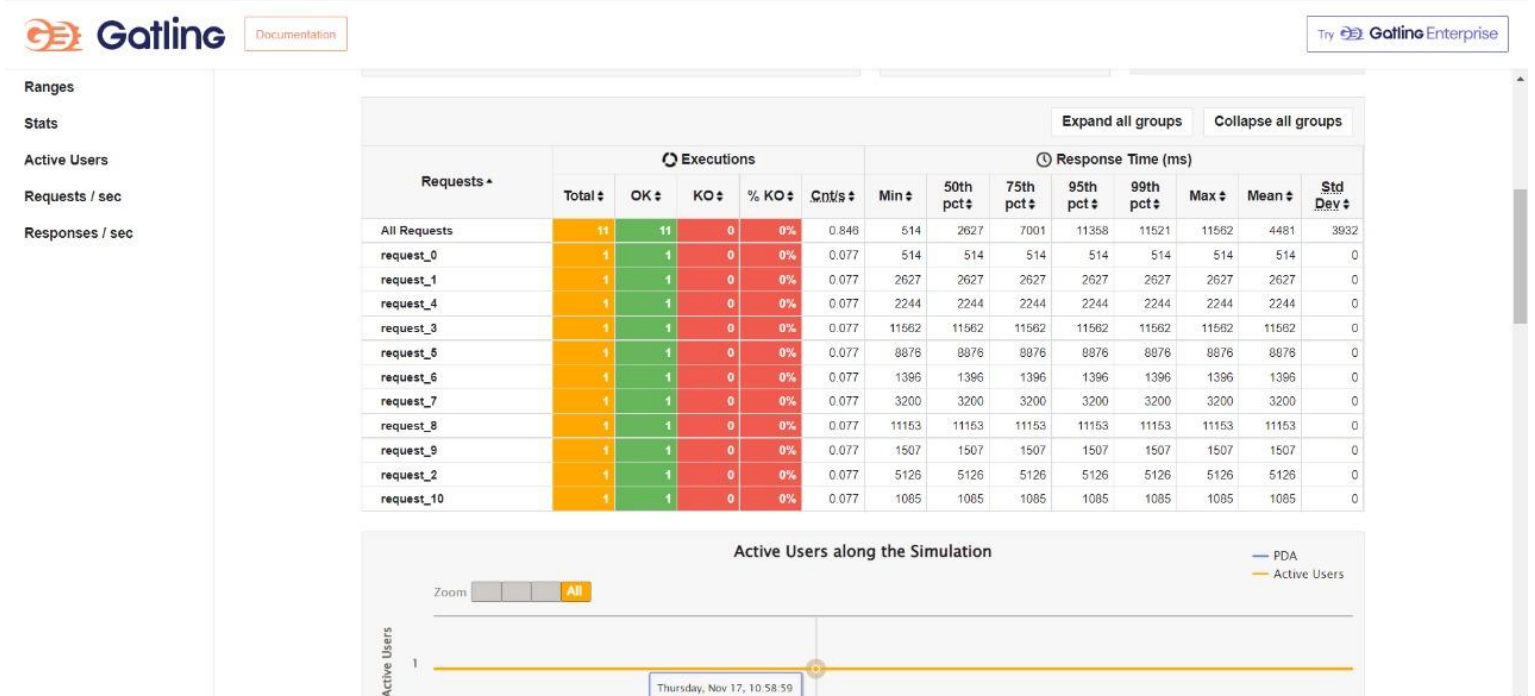 Gatling Documentation Try Gatling Enterprise
Ranges
Stats
Active Users
Requests / sec
Responses / sec
Expand all groups Collapse all groups
Executions Response Time (ms)
Requests Total OK KO % KO Cnt/s Min 50th pct 75th pct 95th pct 99th pct Max Mean Std Dev
All Requests 11 11 0 0% 0.846 514 2627 7001 11358 11521 11562 4481 3932
request_0 1 1 0 0% 0.077 514 514 514 514 514 514 514 0
request_1 1 1 0 0% 0.077 2627 2627 2627 2627 2627 2627 2627 0
request_4 1 1 0 0% 0.077 2244 2244 2244 2244 2244 2244 2244 0
request_3 1 1 0 0% 0.077 11562 11562 11562 11562 11562 11562 11562 0
request_5 1 1 0 0% 0.077 8876 8876 8876 8876 8876 8876 8876 0
request_6 1 1 0 0% 0.077 1396 1396 1396 1396 1396 1396 1396 0
request_7 1 1 0 0% 0.077 3200 3200 3200 3200 3200 3200 3200 0
request_8 1 1 0 0% 0.077 11153 11153 11153 11153 11153 11153 11153 0
request_9 1 1 0 0% 0.077 1507 1507 1507 1507 1507 1507 1507 0
request_2 1 1 0 0% 0.077 5126 5126 5126 5126 5126 5126 5126 0
request_10 1 1 0 0% 0.077 1085 1085 1085 1085 1085 1085 1085 0
Active Users along the Simulation
PDA
Active Users
Zoom All
Active Users
1
Thursday, Nov 17, 10:58:59